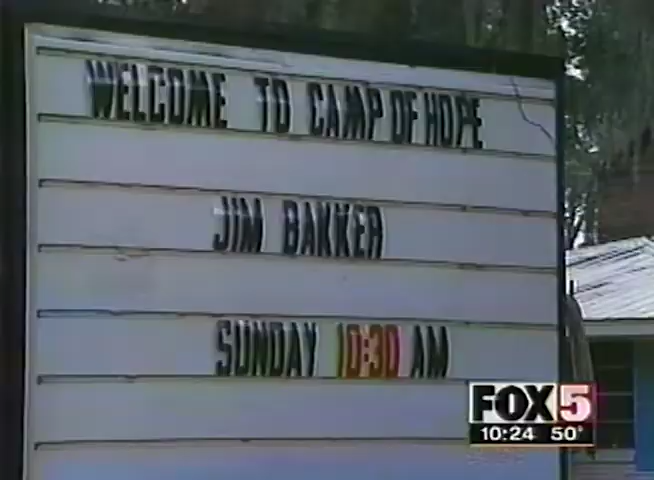 WELCOME TO CAMP OF HOPE
JIM BAKKER
SUNDAY 10:30 AM
FOX 5
10:24 50°